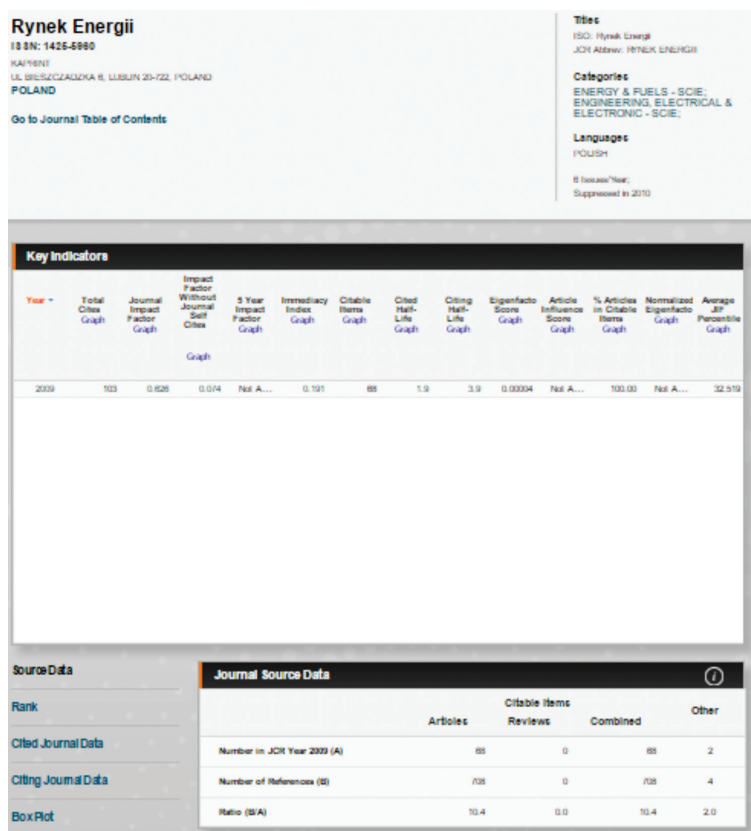 Rynek Energii
ISSN: 1425-5960
KAPRINT
UL BIESZCZADZKA 6, LUBLIN 20-722, POLAND
POLAND
Go to Journal Table of Contents
Titles
ISO: Rynek Energii
JCR Abbrev: RYNEK ENERGII
Categories
ENERGY & FUELS - SCIE;
ENGINEERING, ELECTRICAL &
ELECTRONIC - SCIE;
Languages
POLISH
6 Issues/Year;
Suppressed in 2010
Key Indicators
Year Total Cites Graph Journal Impact Factor Graph Impact Factor Without Journal Self Cites Graph 5 Year Impact Factor Graph Immediacy Index Graph Citable Items Graph Cited Half-Life Graph Citing Half-Life Graph Eigenfacto Score Graph Article Influence Score Graph % Articles in Citable Items Graph Normalized Eigenfacto Graph Average JIF Percentile Graph
2009 103 0.626 0.074 Not A... 0.191 68 1.9 3.9 0.00004 Not A... 100.00 Not A... 32.519
Source Data
Rank
Cited Journal Data
Citing Journal Data
Box Plot
Journal Source Data
Citable Items
Articles Reviews Combined Other
Number in JCR Year 2009 (A) 68 0 68 2
Number of References (B) 708 0 708 4
Ratio (B/A) 10.4 0.0 10.4 2.0